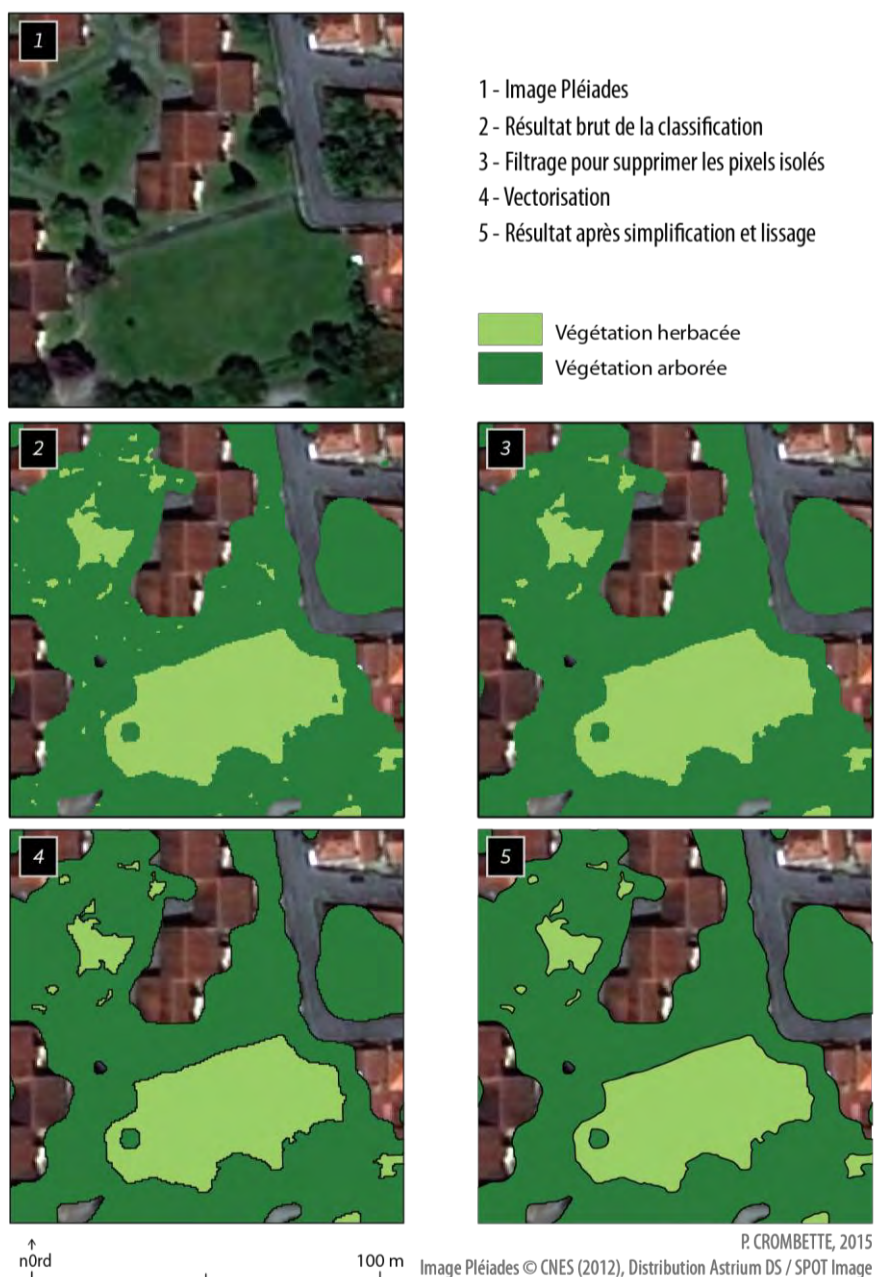 1
1 - Image Pléiades
2 - Résultat brut de la classification
3 - Filtrage pour supprimer les pixels isolés
4 - Vectorisation
5 - Résultat après simplification et lissage
Végétation herbacée
Végétation arborée
2
3
4
5
n0rd
100 m
P. CROMBETTE, 2015
Image Pléiades © CNES (2012), Distribution Astrium DS / SPOT Image